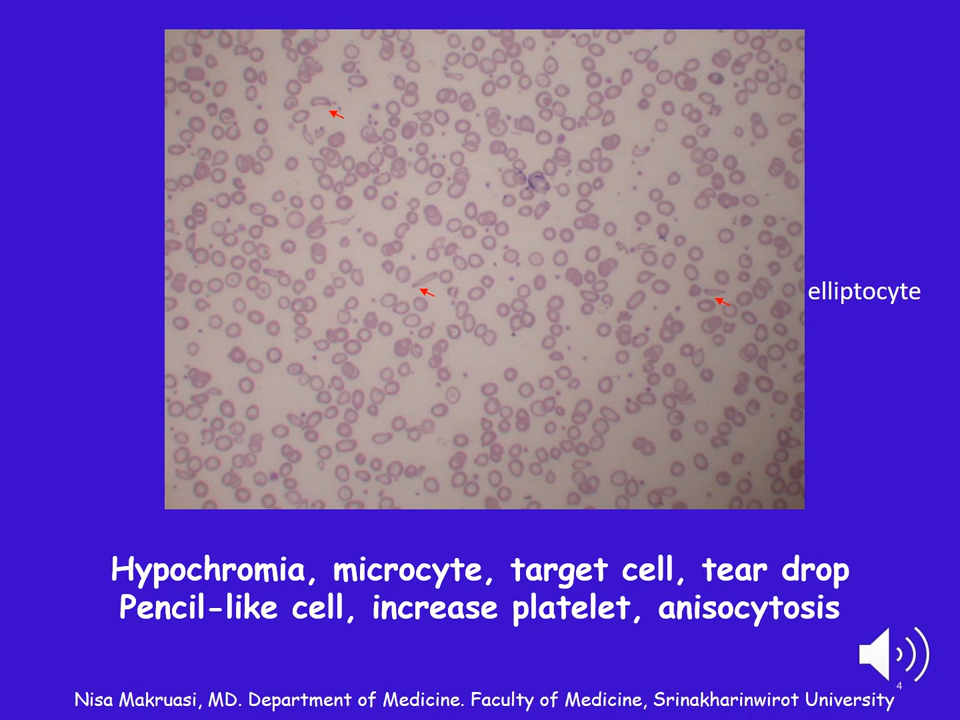 elliptocyte
Hypochromia, microcyte, target cell, tear drop
Pencil-like cell, increase platelet, anisocytosis
4
Nisa Makruasi, MD. Department of Medicine. Faculty of Medicine, Srinakharinwirot University